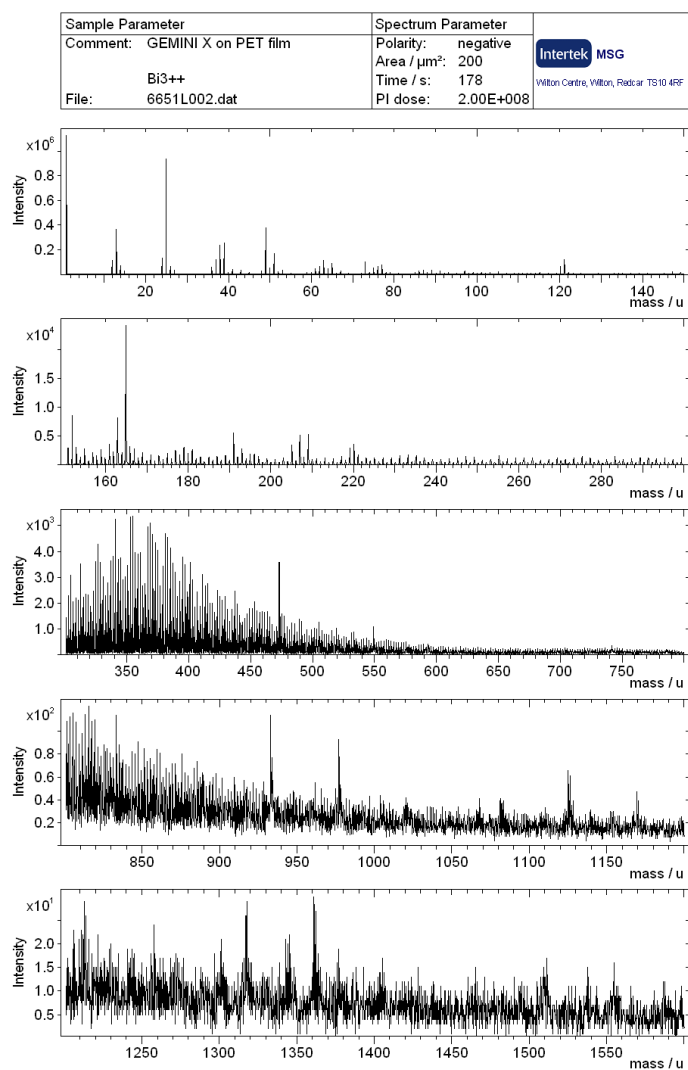 Sample Parameter Spectrum Parameter
Comment: GEMINI X on PET film Polarity: negative
Area / µm²: 200
Bi3++ Time / s: 178
File: 6651L002.dat PI dose: 2.00E+008
Intertek MSG
Wilton Centre, Wilton, Redcar TS10 4RF
x10⁶
Intensity
0.8
0.6
0.4
0.2
20 40 60 80 100 120 140
mass / u
x10⁴
Intensity
1.5
1.0
0.5
160 180 200 220 240 260 280
mass / u
x10³
Intensity
4.0
3.0
2.0
1.0
350 400 450 500 550 600 650 700 750
mass / u
x10²
Intensity
0.8
0.6
0.4
0.2
850 900 950 1000 1050 1100 1150
mass / u
x10¹
Intensity
2.0
1.5
1.0
0.5
1250 1300 1350 1400 1450 1500 1550
mass / u